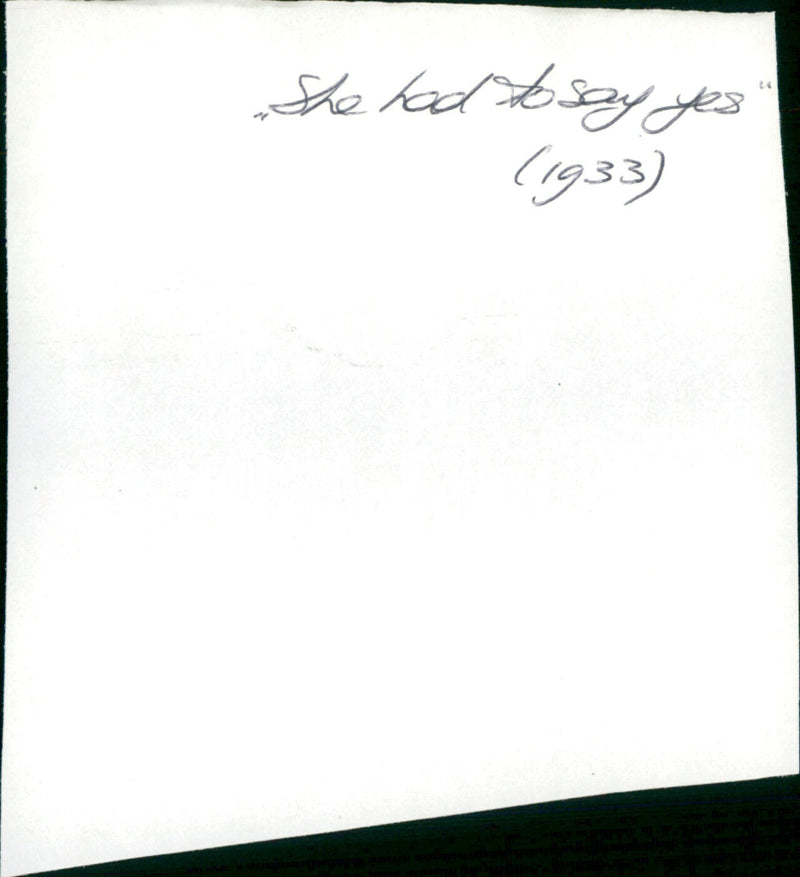 „She had to say yes“
(1933)